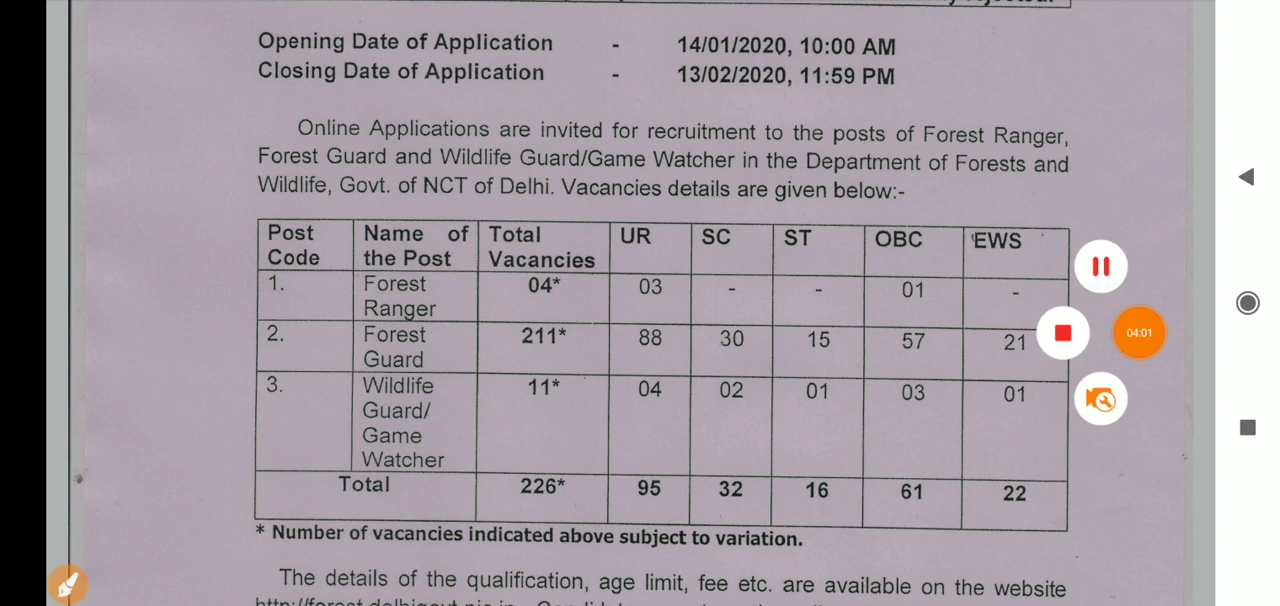 Opening Date of Application - 14/01/2020, 10:00 AM
Closing Date of Application - 13/02/2020, 11:59 PM
Online Applications are invited for recruitment to the posts of Forest Ranger,
Forest Guard and Wildlife Guard/Game Watcher in the Department of Forests and
Wildlife, Govt. of NCT of Delhi. Vacancies details are given below:-
Post Code Name of the Post Total Vacancies UR SC ST OBC EWS
1. Forest Ranger 04* 03 - - 01 -
2. Forest Guard 211* 88 30 15 57 21
3. Wildlife Guard/ Game Watcher 11* 04 02 01 03 01
Total 226* 95 32 16 61 22
* Number of vacancies indicated above subject to variation.
The details of the qualification, age limit, fee etc. are available on the website
04:01